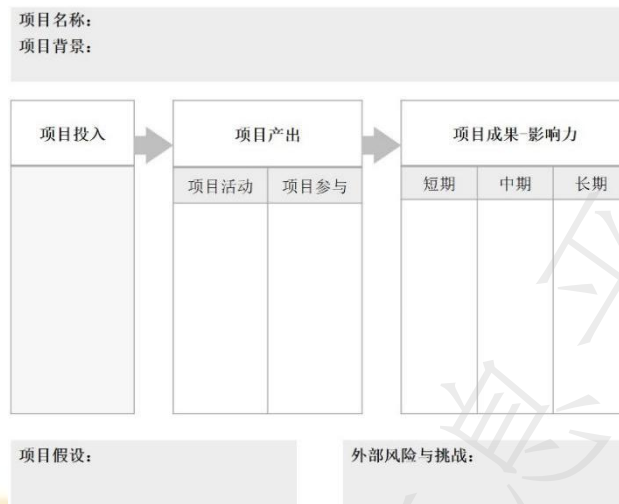 项目名称：
项目背景：
项目投入
项目产出
项目成果-影响力
项目活动
项目参与
短期
中期
长期
项目假设：
外部风险与挑战：